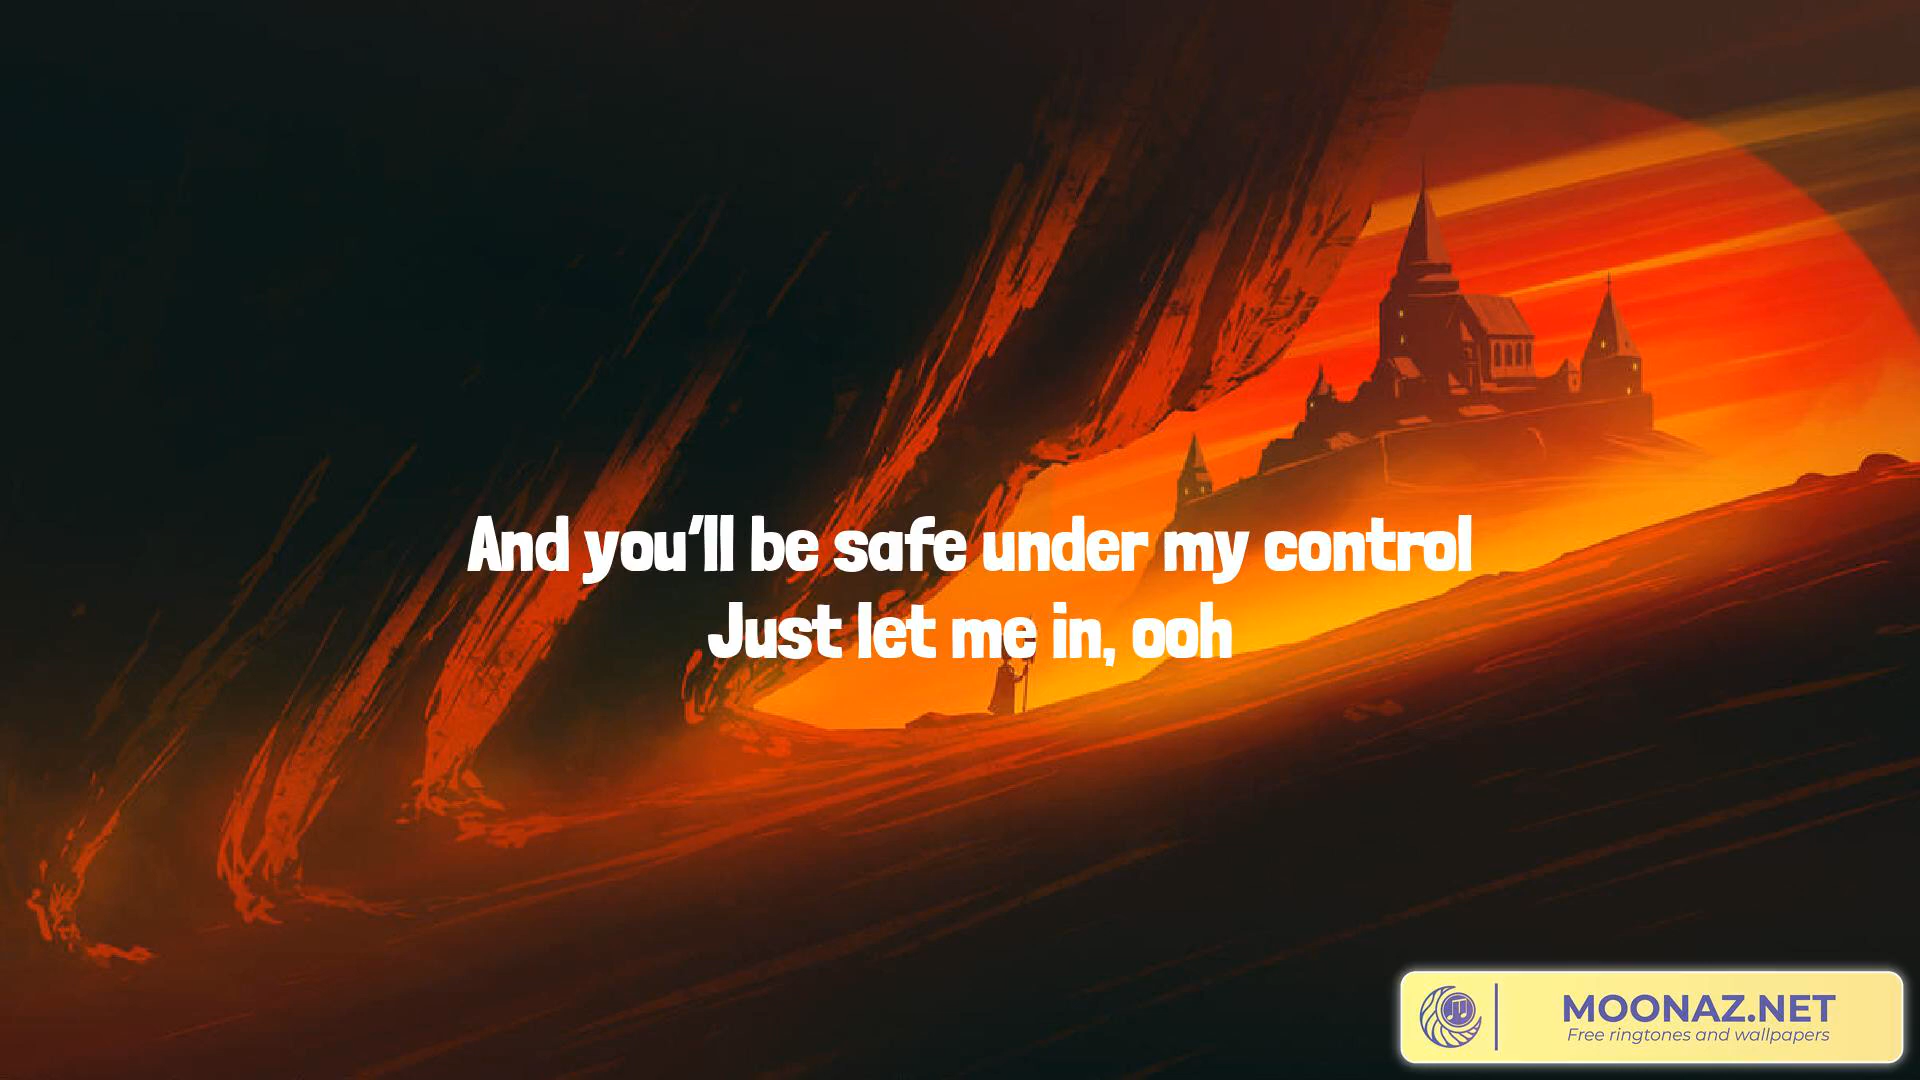 And you'll be safe under my control
Just let me in, ooh
MOONAZ.NET
Free ringtones and wallpapers